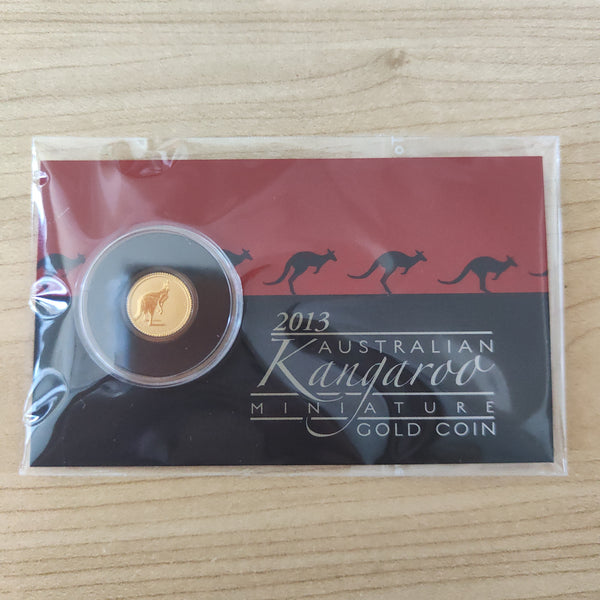 2013
AUSTRALIAN
Kangaroo
MINIATURE
GOLD COIN